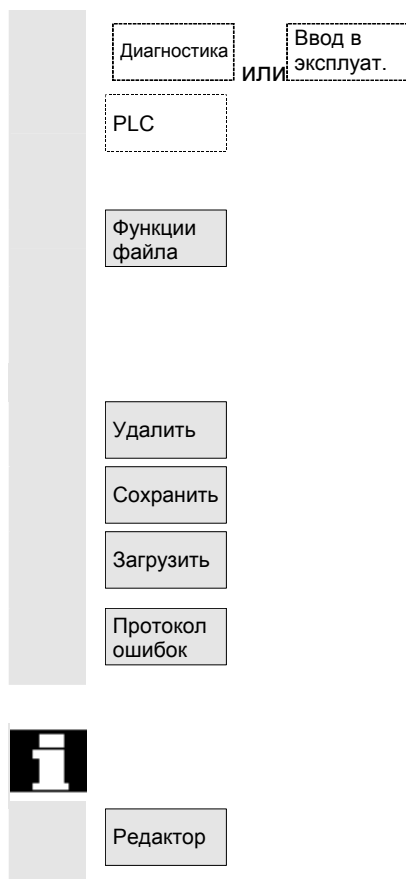 Диагностика или Ввод в
эксплуат.
PLC
Функции
файла
Удалить
Сохранить
Загрузить
Протокол
ошибок
Редактор